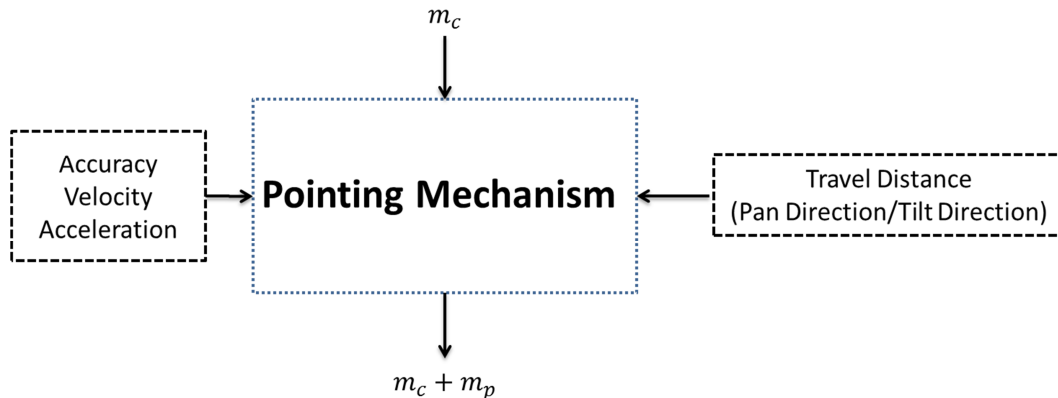 m_c
Accuracy
Velocity
Acceleration
Pointing Mechanism
Travel Distance
(Pan Direction/Tilt Direction)
m_c + m_p